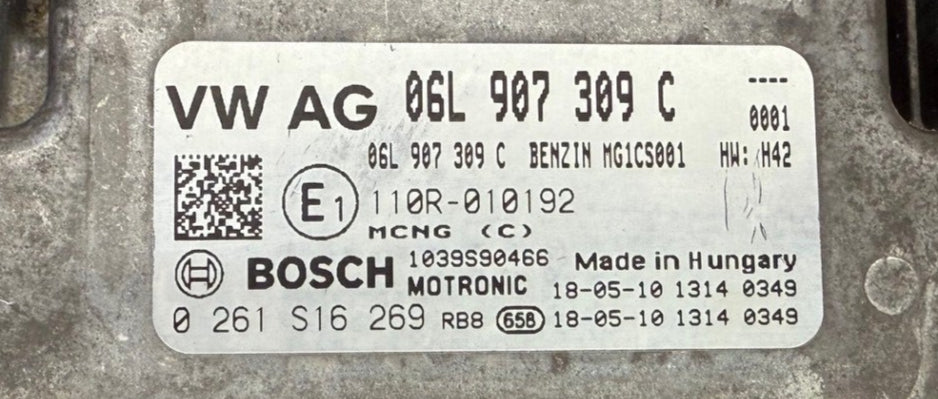 VW AG 06L 907 309 C ----
0001
06L 907 309 C BENZIN MG1CS001 HW: H42
E1 110R-010192
MCNG (C)
BOSCH 1039S90466 Made in Hungary
MOTRONIC 18-05-10 1314 0349
0 261 S16 269 RB8 65B 18-05-10 1314 0349